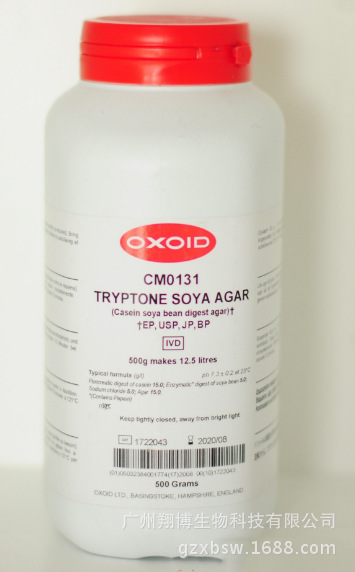 OXOID
CM0131
TRYPTONE SOYA AGAR
(Casein soya bean digest agar)†
†EP, USP, JP, BP
IVD
500g makes 12.5 litres
Typical formula (g/l) ph 7.3 ± 0.2 at 25°C
Pancreatic digest of casein 15.0; Enzymatic* digest of soya bean 5.0;
Sodium chloride 5.0; Agar 15.0
*(Contains Papain)
Keep tightly closed, away from bright light
1722043 2020/08
500 Grams
OXOID LTD., BASINGSTOKE, HAMPSHIRE, ENGLAND
广州翔博生物科技有限公司
gzxbsw.1688.com